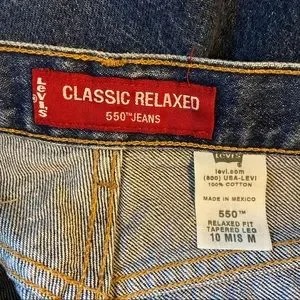 LEVI'S
CLASSIC RELAXED
550™ JEANS
LEVI'S
levi.com
(800) USA-LEVI
100% COTTON
MADE IN MEXICO
550™
RELAXED FIT
TAPERED LEG
10 MIS M